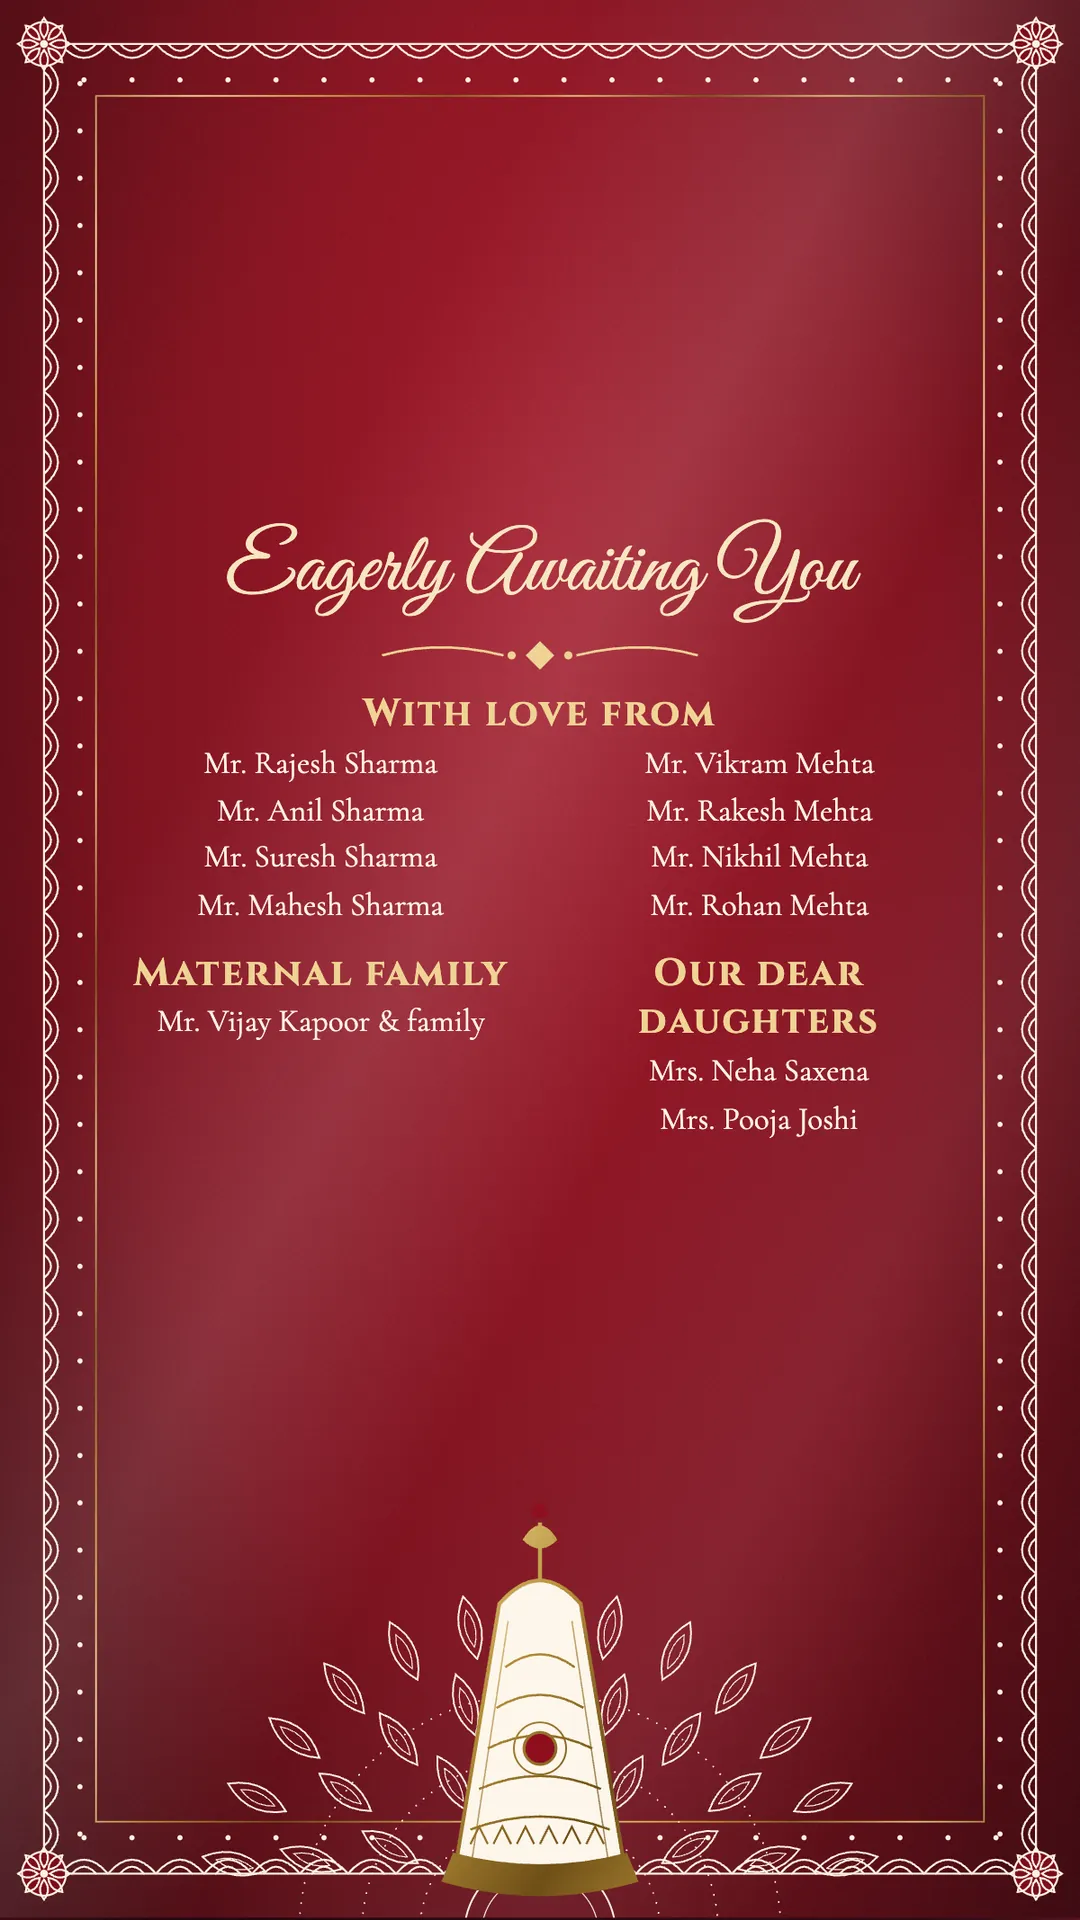 Eagerly Awaiting You
With love from
Mr. Rajesh Sharma
Mr. Anil Sharma
Mr. Suresh Sharma
Mr. Mahesh Sharma
Mr. Vikram Mehta
Mr. Rakesh Mehta
Mr. Nikhil Mehta
Mr. Rohan Mehta
Maternal family
Mr. Vijay Kapoor & family
Our dear
daughters
Mrs. Neha Saxena
Mrs. Pooja Joshi